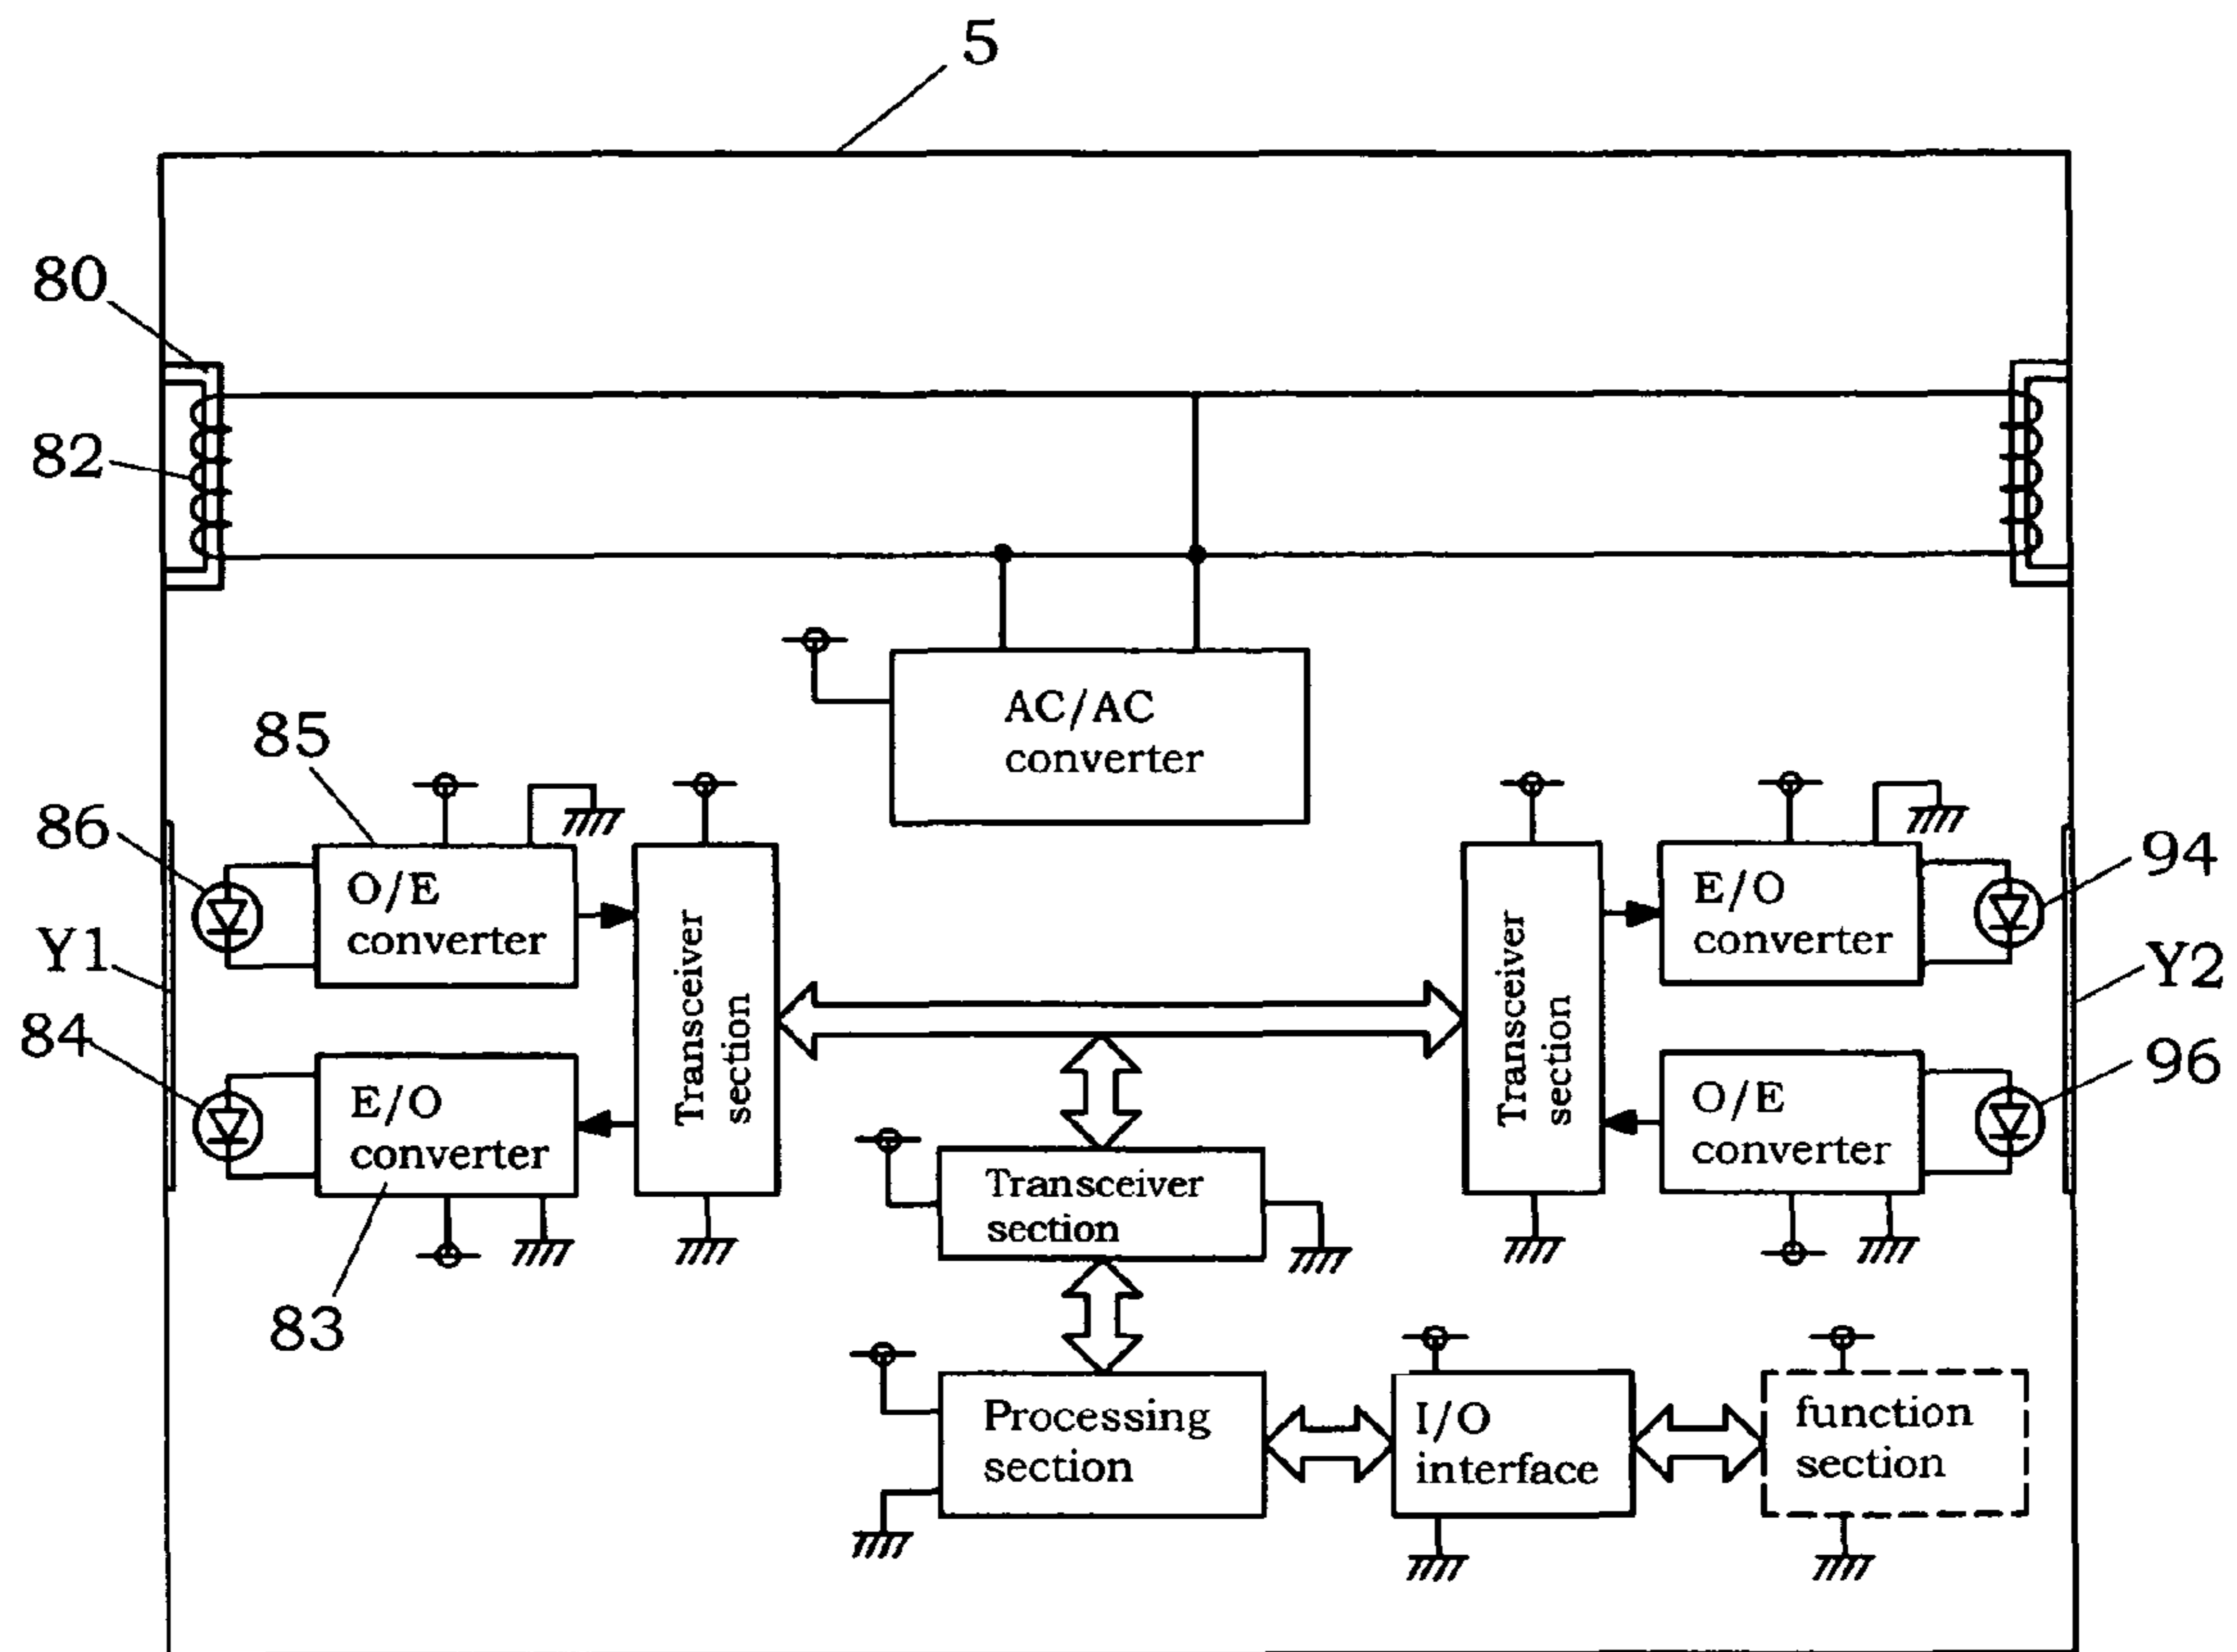 5
80
82
AC/AC
converter
85
86
O/E
converter
Transceiver
section
Transceiver
section
E/O
converter
94
Y1
Y2
84
E/O
converter
O/E
converter
96
Transceiver
section
83
Processing
section
I/O
interface
function
section